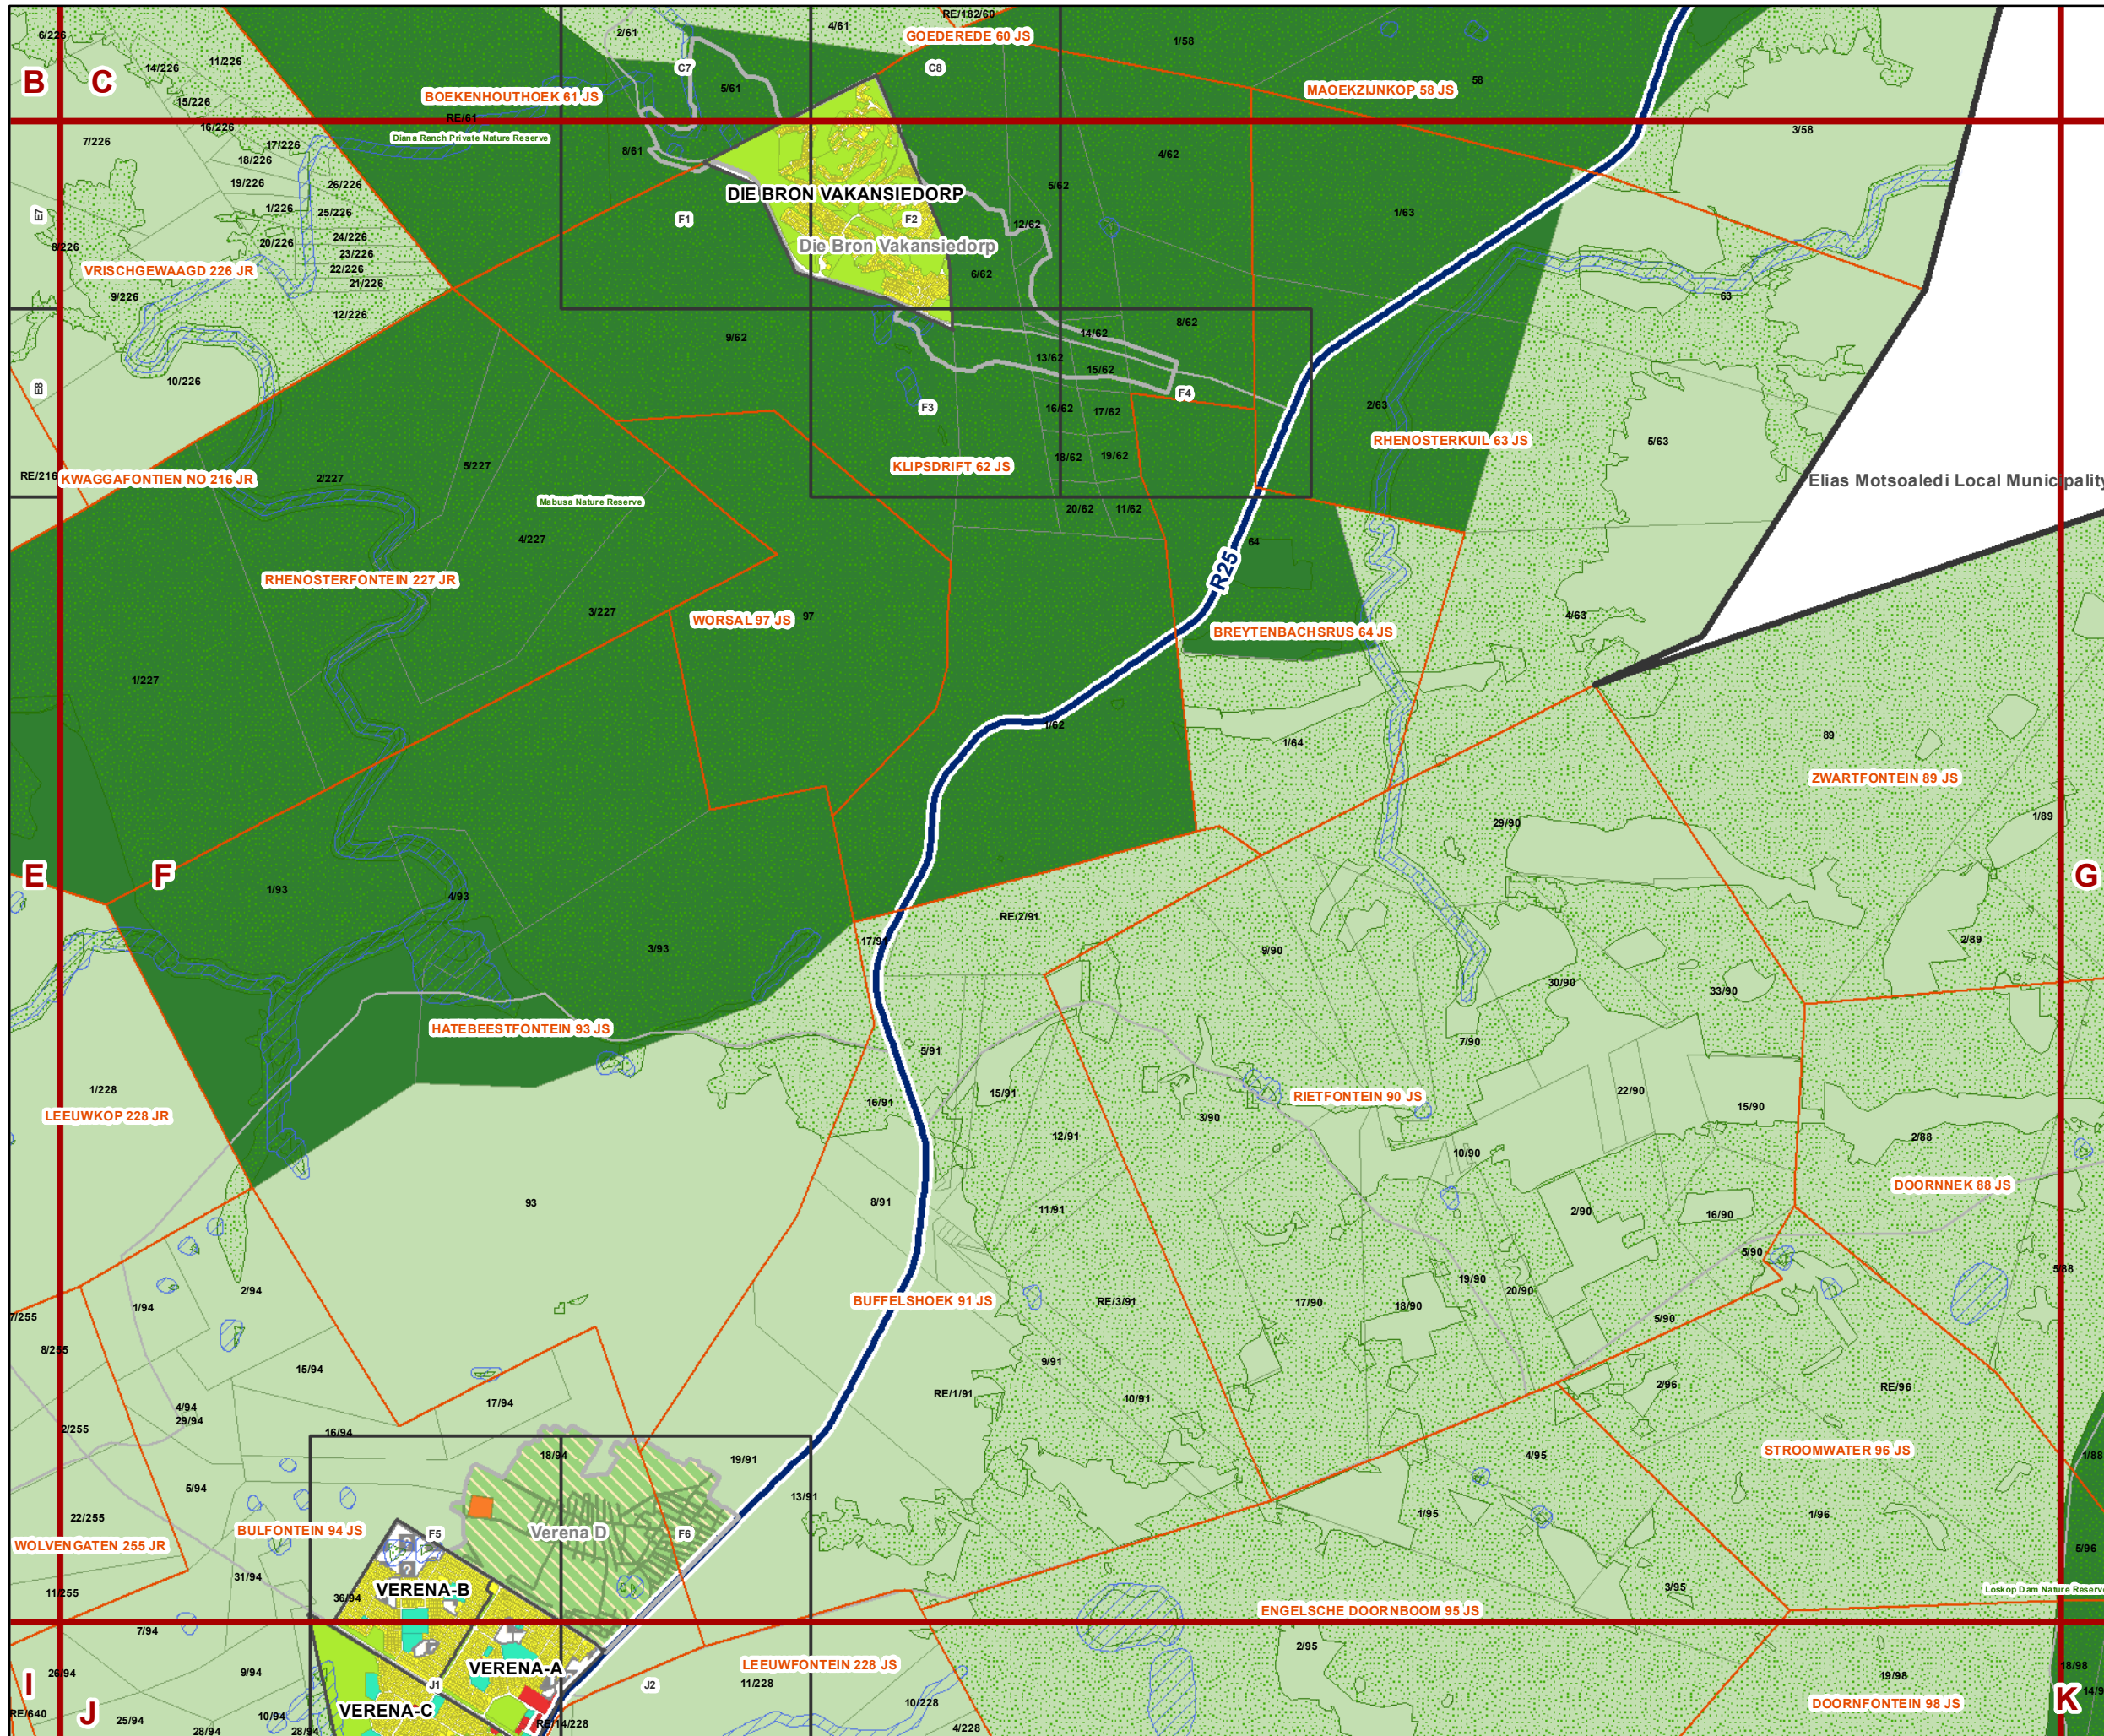 RE/182/60
4/61
2/61
6/226
GOEDEREDE 60 JS
1/58
11/226
14/226
C7
C8
B
C
58
5/61
MAOEKZIJNKOP 58 JS
BOEKENHOUTHOEK 61 JS
15/226
RE/61
16/226
3/58
Diana Ranch Private Nature Reserve
7/226
17/226
8/61
4/62
18/226
19/226
26/226
5/62
DIE BRON VAKANSIEDORP
1/226
25/226
1/63
E7
F1
F2
12/62
24/226
20/226
8/226
Die Bron Vakansiedorp
23/226
VRISCHGEWAAGD 226 JR
22/226
6/62
21/226
9/226
63
12/226
8/62
14/62
9/62
13/62
15/62
10/226
E8
F4
2/63
F3
16/62
17/62
RHENOSTERKUIL 63 JS
5/63
18/62
19/62
KLIPSDRIFT 62 JS
5/227
RE/216
KWAGGAFONTIEN NO 216 JR
2/227
Elias Motsoaledi Local Municipality
Mabusa Nature Reserve
20/62
11/62
4/227
64
R25
RHENOSTERFONTEIN 227 JR
3/227
97
4/63
WORSAL 97 JS
BREYTENBACHSRUS 64 JS
1/227
1/62
89
1/64
ZWARTFONTEIN 89 JS
1/89
29/90
E
F
G
1/93
4/93
RE/2/91
2/89
3/93
9/90
30/90
33/90
HATEBEESTFONTEIN 93 JS
7/90
5/91
1/228
22/90
15/91
RIETFONTEIN 90 JS
16/91
15/90
LEEUWKOP 228 JR
3/90
12/91
2/88
10/90
DOORNNEK 88 JS
93
8/91
11/91
2/90
16/90
5/90
5/88
19/90
20/90
2/94
BUFFELSHOEK 91 JS
RE/3/91
17/90
18/90
1/94
7/255
5/90
8/255
9/91
15/94
2/96
RE/96
RE/1/91
10/91
17/94
4/94
29/94
2/255
16/94
STROOMWATER 96 JS
18/94
19/91
4/95
1/88
5/94
13/91
22/255
1/95
1/96
BULFONTEIN 94 JS
F5
Verena D
F6
WOLVENGATEN 255 JR
5/96
31/94
VERENA-B
3/95
Loskop Dam Nature Reserve
11/255
36/94
ENGELSCHE DOORNBOOM 95 JS
7/94
2/95
LEEUWFONTEIN 228 JS
VERENA-A
18/98
26/94
9/94
19/98
I
J
J1
J2
11/228
K
10/228
DOORNFONTEIN 98 JS
VERENA-C
RE/640
25/94
10/94
RE/14/228
4/228
28/94
28/94